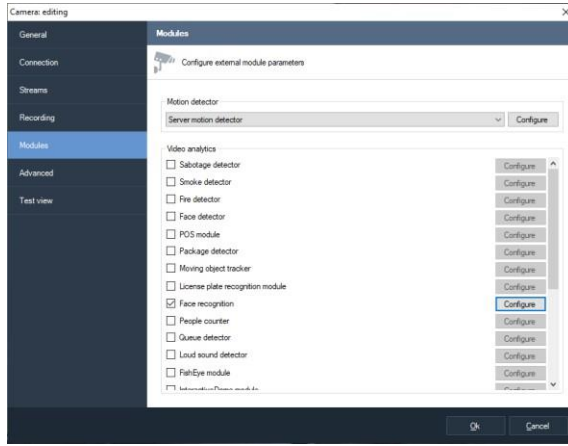 Camera: editing
General
Connection
Streams
Recording
Modules
Advanced
Test view
Modules
Configure external module parameters
Motion detector
Server motion detector
Configure
Video analytics
Sabotage detector Configure
Smoke detector Configure
Fire detector Configure
Face detector Configure
POS module Configure
Package detector Configure
Moving object tracker Configure
License plate recognition module Configure
Face recognition Configure
People counter Configure
Queue detector Configure
Loud sound detector Configure
FishEye module Configure
Ok Cancel